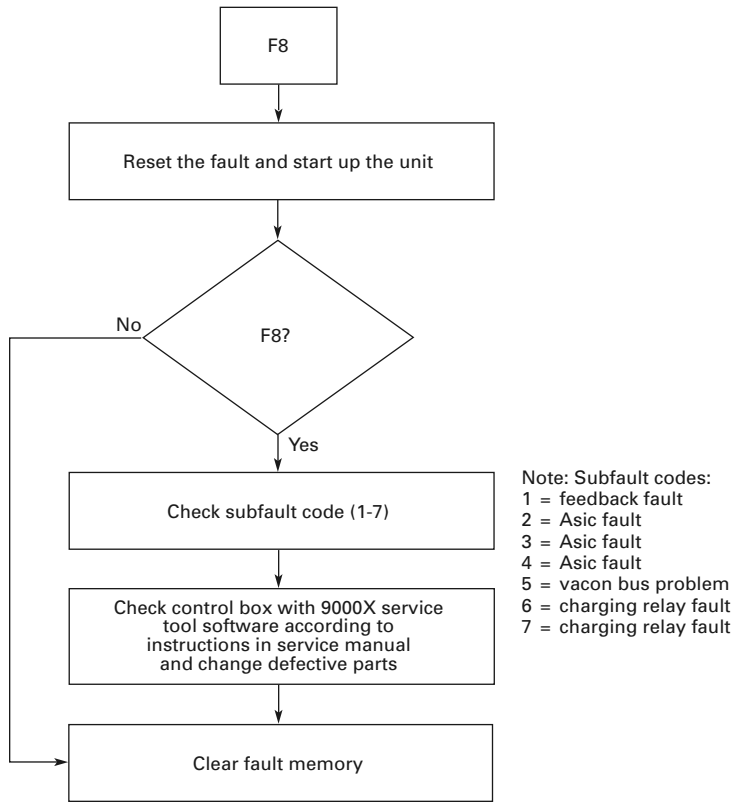 F8
Reset the fault and start up the unit
F8?
No
Yes
Check subfault code (1-7)
Check control box with 9000X service
tool software according to
instructions in service manual
and change defective parts
Clear fault memory
Note: Subfault codes:
1 = feedback fault
2 = Asic fault
3 = Asic fault
4 = Asic fault
5 = vacon bus problem
6 = charging relay fault
7 = charging relay fault